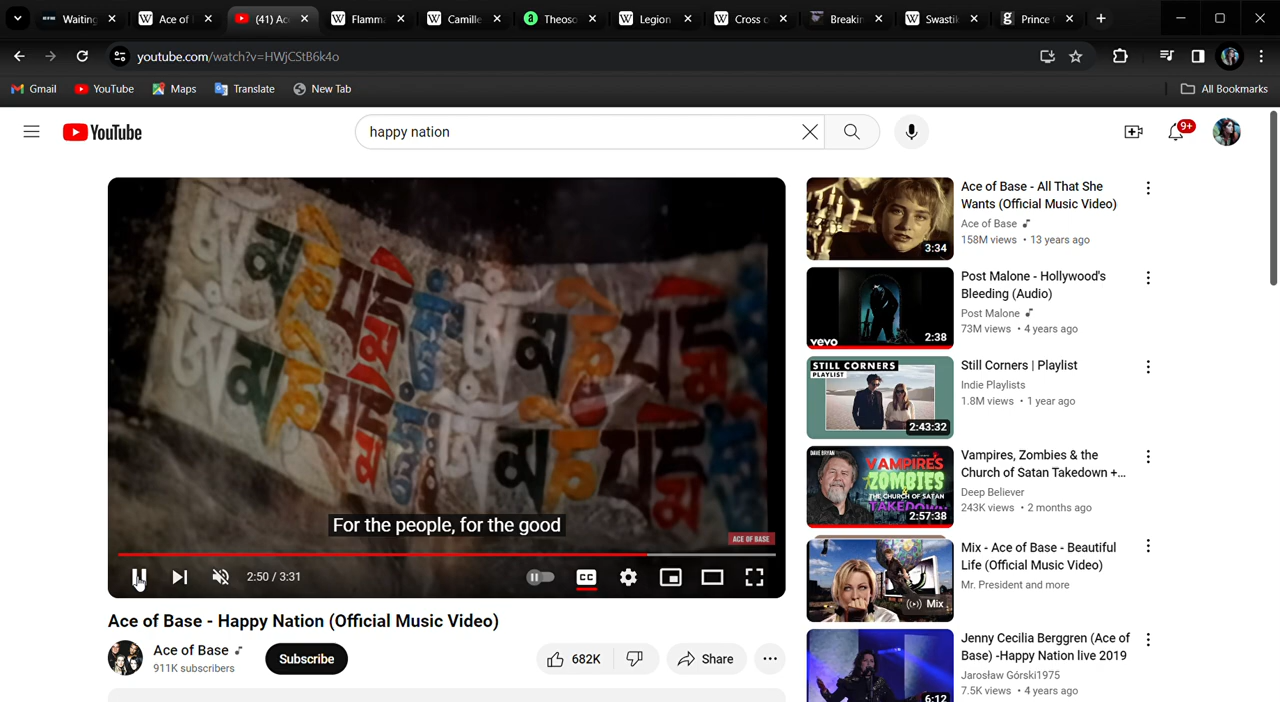 Waiting
Ace of
(41) Ac
Flamm
Camille
Theoso
Legion
Cross o
Breakin
Swastik
Prince
youtube.com/watch?v=HWjCStB6k4o
Gmail
YouTube
Maps
Translate
New Tab
All Bookmarks
YouTube
happy nation
9+
For the people, for the good
ACE OF BASE
2:50 / 3:31
CC
Ace of Base - Happy Nation (Official Music Video)
Ace of Base
911K subscribers
Subscribe
682K
Share
3:34
Ace of Base - All That She
Wants (Official Music Video)
Ace of Base
158M views • 13 years ago
vevo
2:38
Post Malone - Hollywood's
Bleeding (Audio)
Post Malone
73M views • 4 years ago
STILL CORNERS
PLAYLIST
2:43:32
Still Corners | Playlist
Indie Playlists
1.8M views • 1 year ago
DAVE BRYAN
VAMPIRES
ZOMBIES
THE CHURCH OF SATAN
TAKEDOWN
2:57:38
Vampires, Zombies & the
Church of Satan Takedown +...
Deep Believer
243K views • 2 months ago
Mix
Mix - Ace of Base - Beautiful
Life (Official Music Video)
Mr. President and more
6:12
Jenny Cecilia Berggren (Ace of
Base) -Happy Nation live 2019
Jarosław Górski1975
7.5K views • 4 years ago